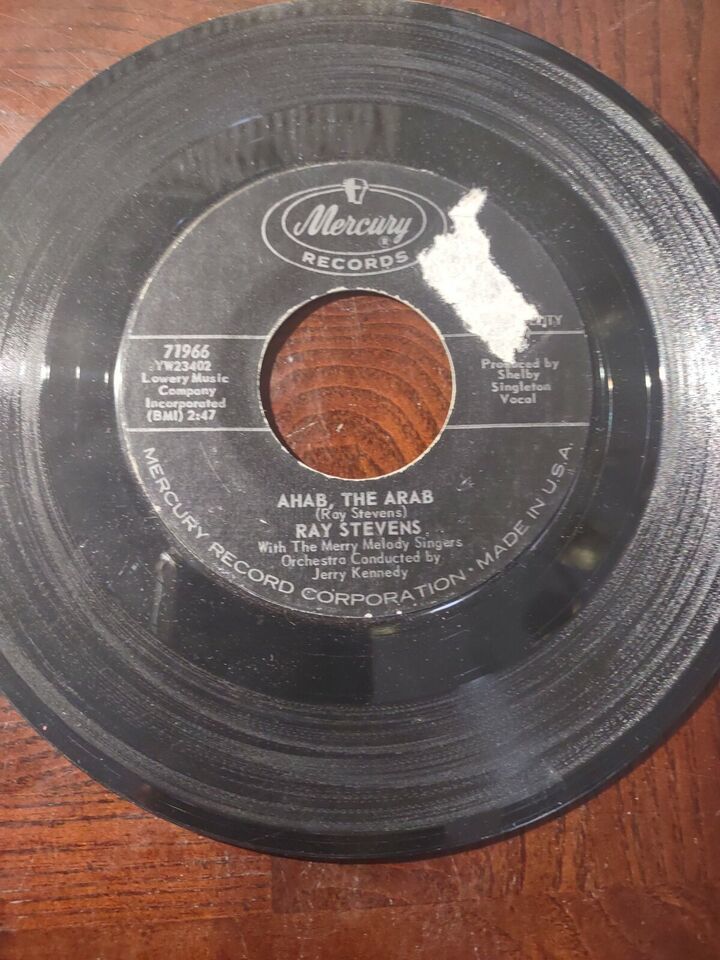 Mercury
®
RECORDS
71966
YW23402
Lowery Music
Company
Incorporated
(BMI) 2:47
Produced by
Shelby
Singleton
Vocal
AHAB, THE ARAB
(Ray Stevens)
RAY STEVENS
With The Merry Melody Singers
Orchestra Conducted by
Jerry Kennedy
MERCURY RECORD CORPORATION • MADE IN U.S.A.